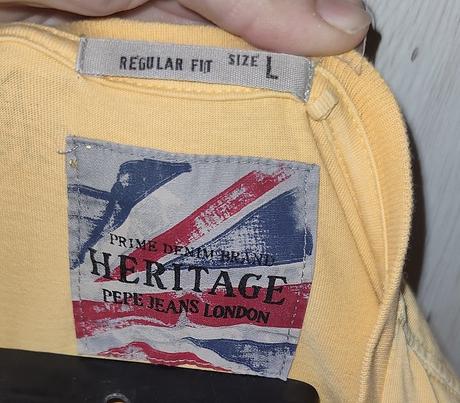 REGULAR FIT SIZE L
PRIME DENIM BRAND
HERITAGE
PEPE JEANS LONDON